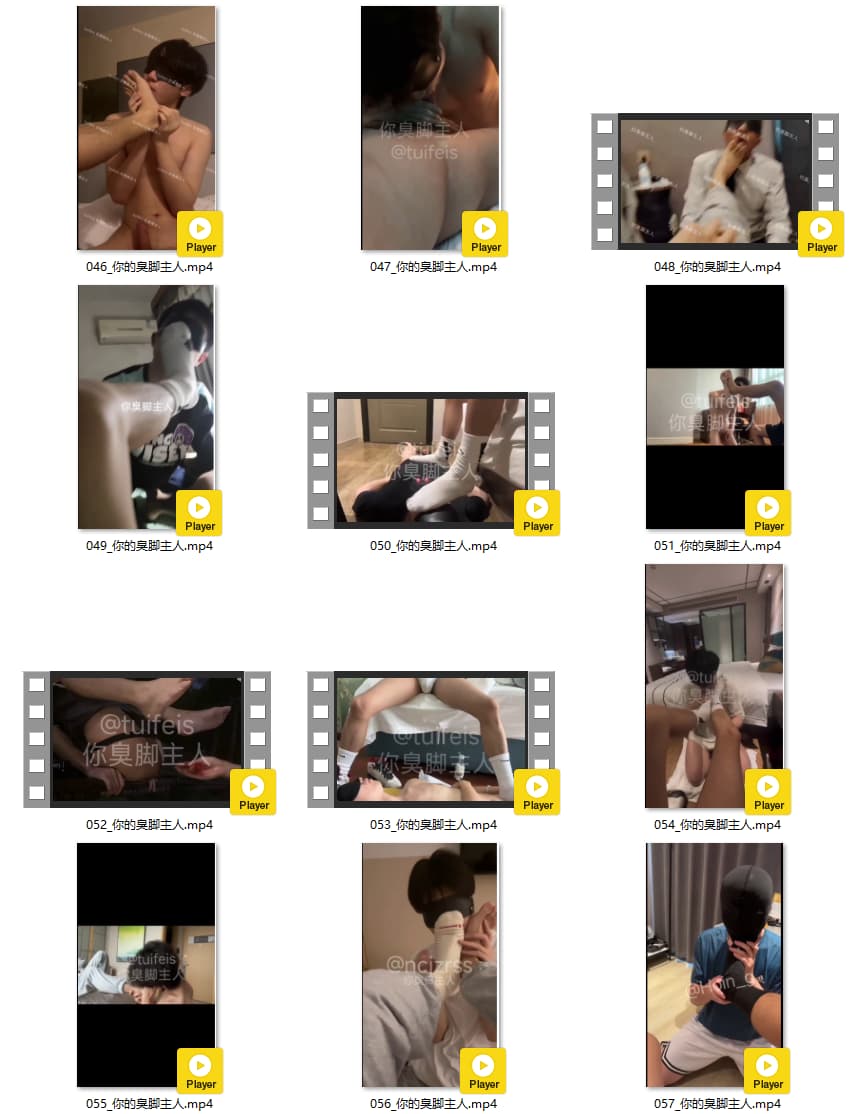 你臭脚主人
@tuifeis
Player
Player
Player
046_你的臭脚主人.mp4
047_你的臭脚主人.mp4
048_你的臭脚主人.mp4
你臭脚主人
你臭脚主人
@tuifeis
你臭脚主人
Player
Player
Player
049_你的臭脚主人.mp4
050_你的臭脚主人.mp4
051_你的臭脚主人.mp4
@tuifeis
你臭脚主人
@tuifeis
你臭脚主人
Player
Player
Player
052_你的臭脚主人.mp4
053_你的臭脚主人.mp4
054_你的臭脚主人.mp4
@tuifeis
臭脚主人
@ncizrss
Player
Player
Player
055_你的臭脚主人.mp4
056_你的臭脚主人.mp4
057_你的臭脚主人.mp4